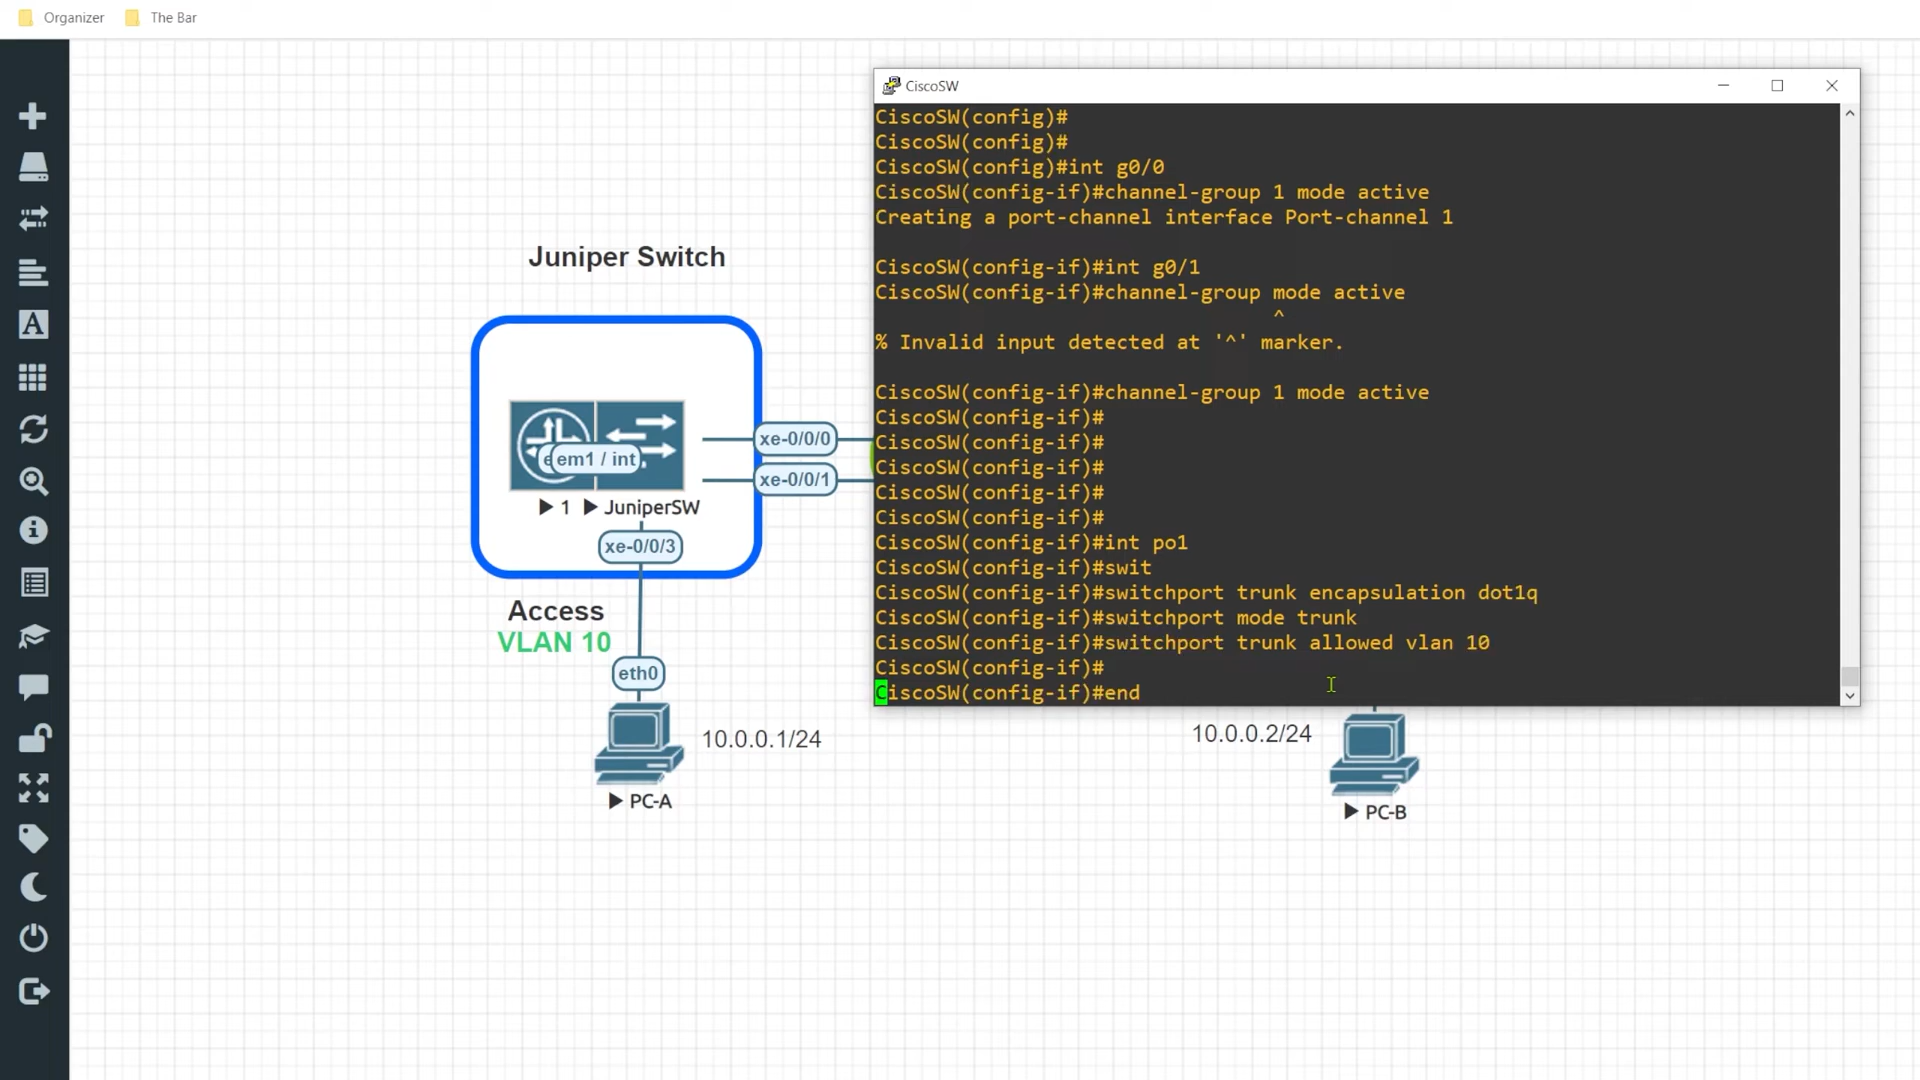 Organizer
The Bar
CiscoSW
CiscoSW(config)#
CiscoSW(config)#
CiscoSW(config)#int g0/0
CiscoSW(config-if)#channel-group 1 mode active
Creating a port-channel interface Port-channel 1
CiscoSW(config-if)#int g0/1
CiscoSW(config-if)#channel-group mode active
^
% Invalid input detected at '^' marker.
CiscoSW(config-if)#channel-group 1 mode active
CiscoSW(config-if)#
CiscoSW(config-if)#
CiscoSW(config-if)#
CiscoSW(config-if)#
CiscoSW(config-if)#
CiscoSW(config-if)#int po1
CiscoSW(config-if)#swit
CiscoSW(config-if)#switchport trunk encapsulation dot1q
CiscoSW(config-if)#switchport mode trunk
CiscoSW(config-if)#switchport trunk allowed vlan 10
CiscoSW(config-if)#
CiscoSW(config-if)#end
Juniper Switch
em1 / int
xe-0/0/0
xe-0/0/1
1
JuniperSW
xe-0/0/3
Access
VLAN 10
eth0
10.0.0.1/24
PC-A
10.0.0.2/24
PC-B